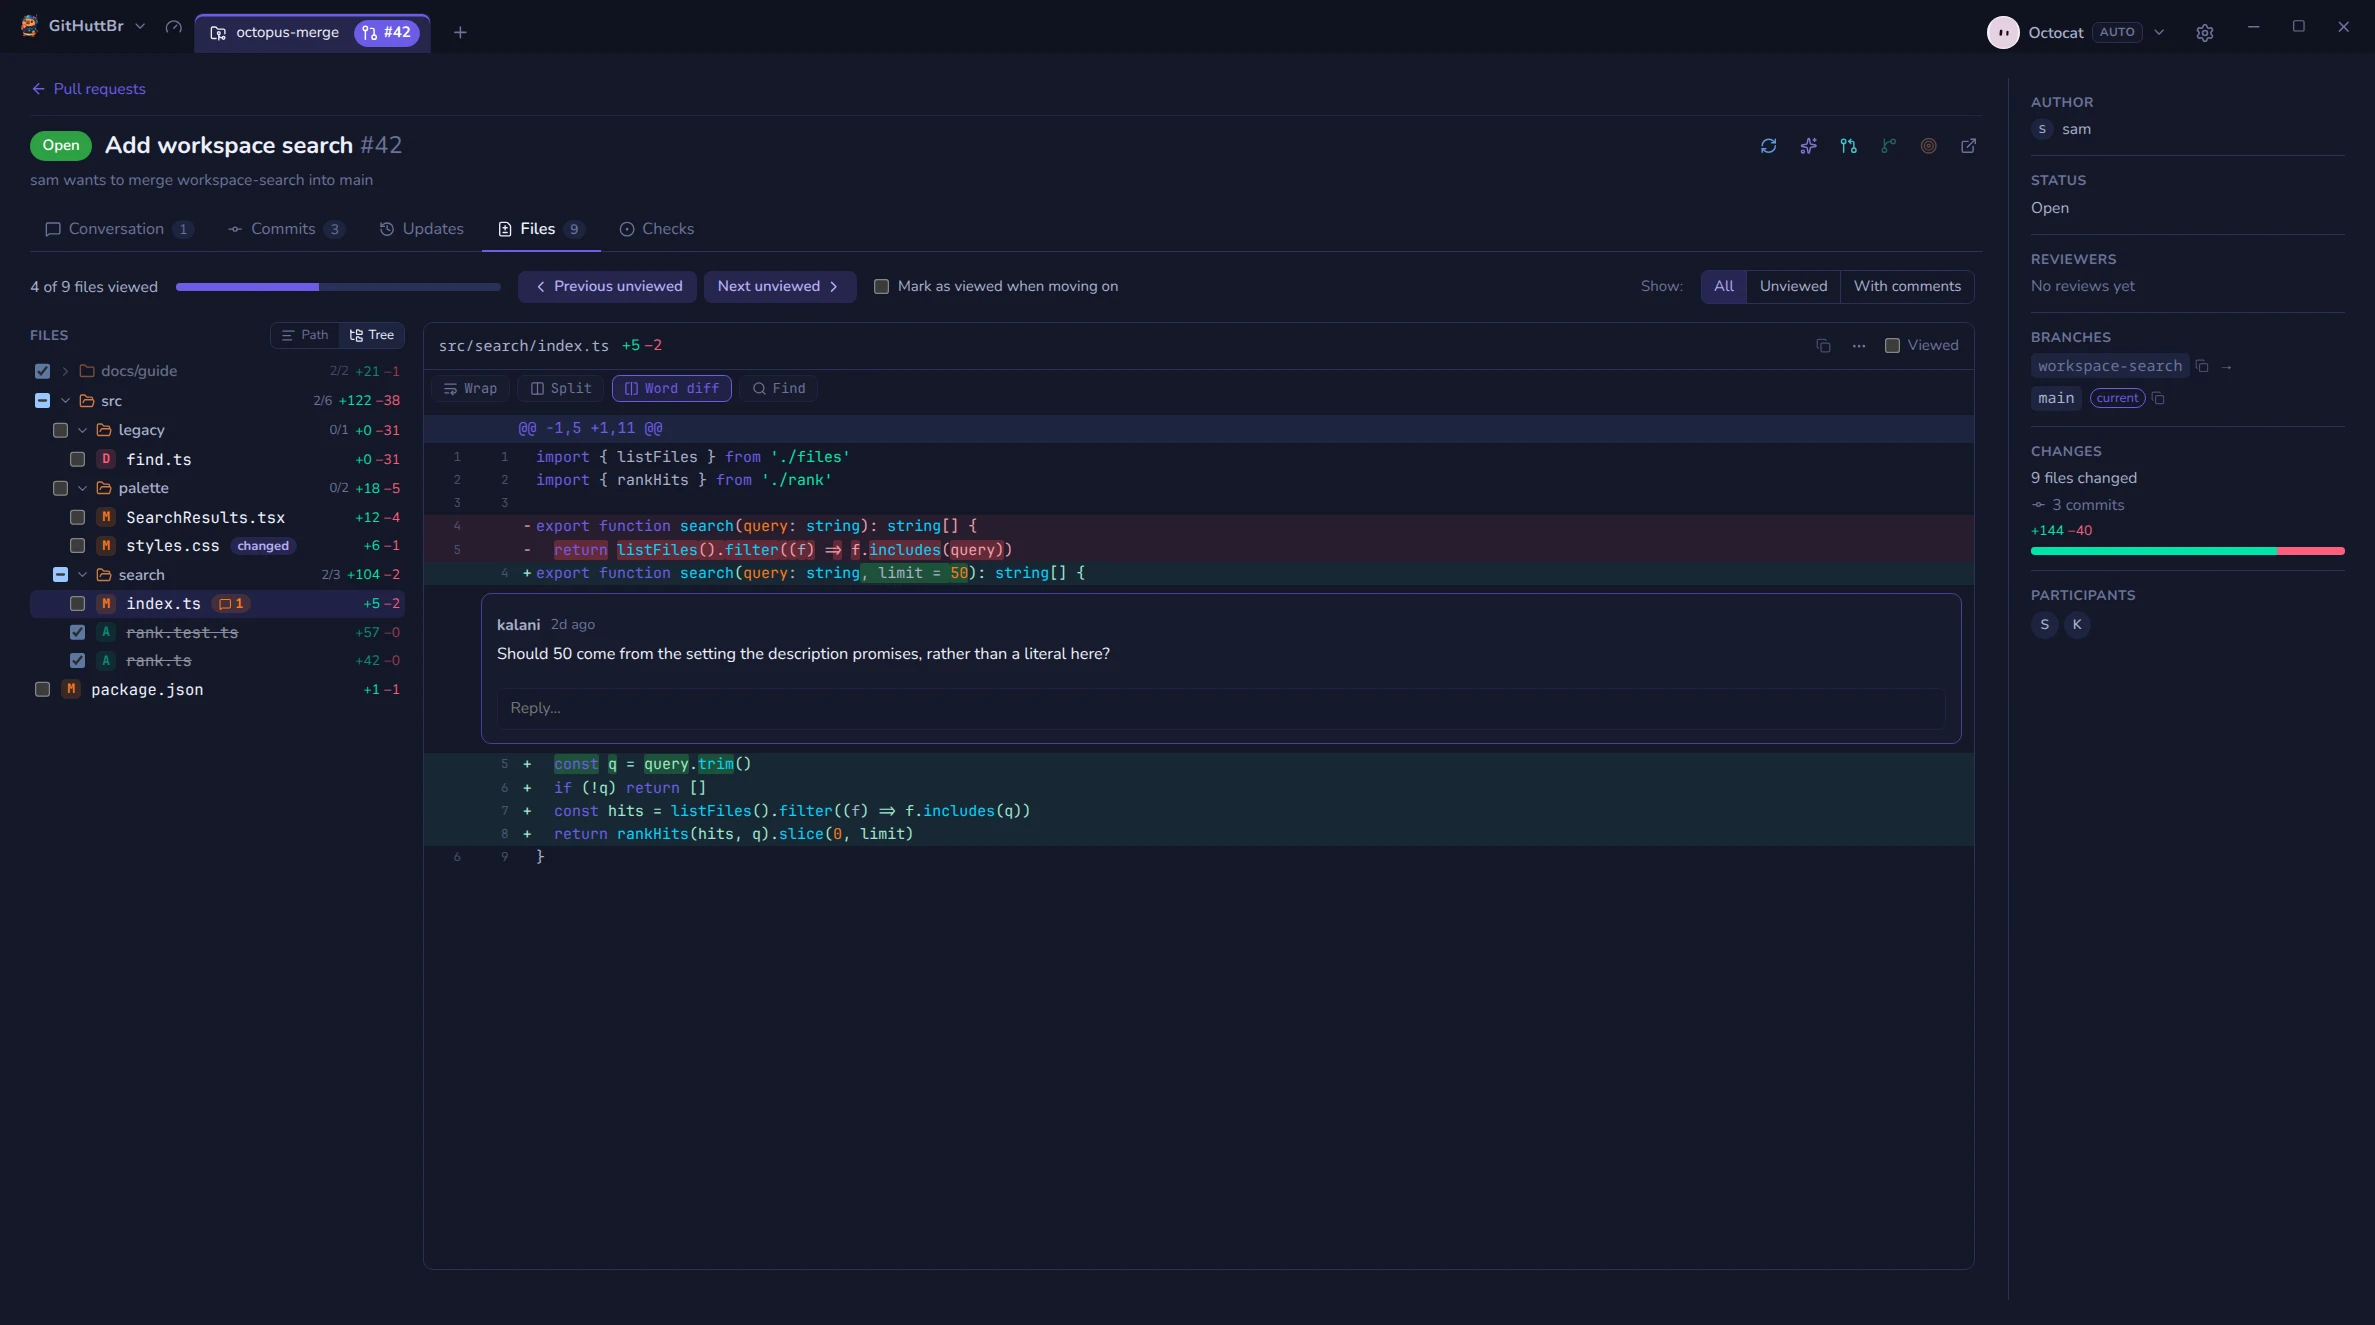 GitHuttBr
octopus-merge #42
Octocat AUTO
Pull requests
Open Add workspace search #42
sam wants to merge workspace-search into main
Conversation 1 Commits 3 Updates Files 9 Checks
4 of 9 files viewed Previous unviewed Next unviewed Mark as viewed when moving on Show: All Unviewed With comments
FILES Path Tree
docs/guide 2/2 +21 −1
src 2/6 +122 −38
legacy 0/1 +0 −31
D find.ts +0 −31
palette 0/2 +18 −5
M SearchResults.tsx +12 −4
M styles.css changed +6 −1
search 2/3 +104 −2
M index.ts 1 +5 −2
A rank.test.ts +57 −0
A rank.ts +42 −0
M package.json +1 −1
src/search/index.ts +5 −2 Viewed
Wrap Split Word diff Find
@@ -1,5 +1,11 @@
1 1 import { listFiles } from './files'
2 2 import { rankHits } from './rank'
3 3
4 - export function search(query: string): string[] {
5 - return listFiles().filter((f) => f.includes(query))
4 + export function search(query: string, limit = 50): string[] {
kalani 2d ago
Should 50 come from the setting the description promises, rather than a literal here?
Reply...
5 + const q = query.trim()
6 + if (!q) return []
7 + const hits = listFiles().filter((f) => f.includes(q))
8 + return rankHits(hits, q).slice(0, limit)
6 9 }
AUTHOR
S sam
STATUS
Open
REVIEWERS
No reviews yet
BRANCHES
workspace-search →
main current
CHANGES
9 files changed
3 commits
+144 −40
PARTICIPANTS
S K